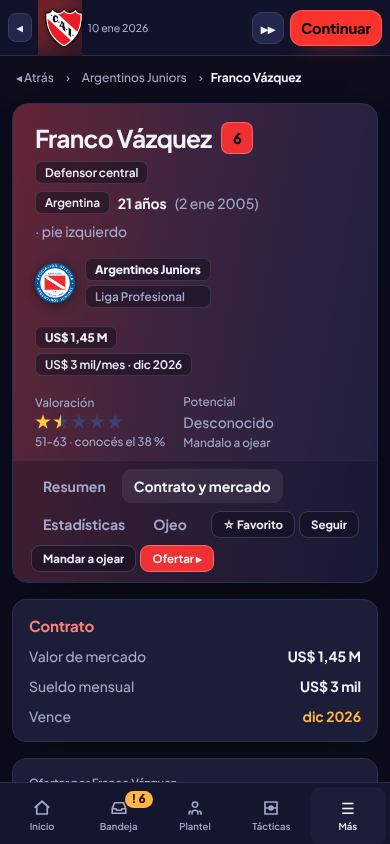 ◂
C.A.I.
10 ene 2026
▸▸
Continuar
◂ Atrás › Argentinos Juniors › Franco Vázquez
Franco Vázquez 6
Defensor central
Argentina 21 años (2 ene 2005)
· pie izquierdo
Argentinos Juniors
Liga Profesional
US$ 1,45 M
US$ 3 mil/mes · dic 2026
Valoración
Potencial
Desconocido
51–63 · conocés el 38 %
Mandalo a ojear
Resumen Contrato y mercado
Estadísticas Ojeo ☆ Favorito Seguir
Mandar a ojear Ofertar ▸
Contrato
Valor de mercado US$ 1,45 M
Sueldo mensual US$ 3 mil
Vence dic 2026
Ofertar por Franco Vázquez
! 6
Inicio Bandeja Plantel Tácticas Más